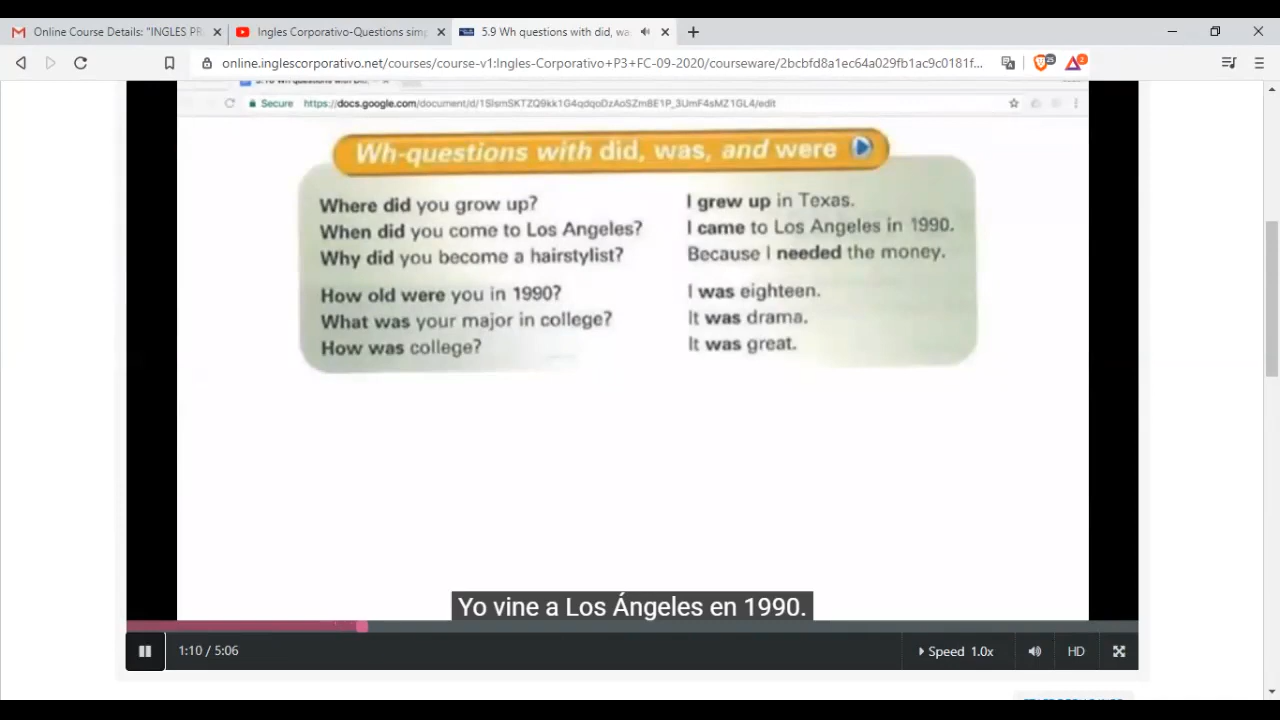 Online Course Details: "INGLES PR
Ingles Corporativo-Questions sim
5.9 Wh questions with did, wa
online.inglescorporativo.net/courses/course-v1:Ingles-Corporativo+P3+FC-09-2020/courseware/2bcbfd8a1ec64a029fb1ac9c0181f...
25
2
Secure
Wh-questions with did, was, and were
Where did you grow up? I grew up in Texas.
When did you come to Los Angeles? I came to Los Angeles in 1990.
Why did you become a hairstylist? Because I needed the money.
How old were you in 1990? I was eighteen.
What was your major in college? It was drama.
How was college? It was great.
Yo vine a Los Ángeles en 1990.
1:10 / 5:06
Speed 1.0x
HD